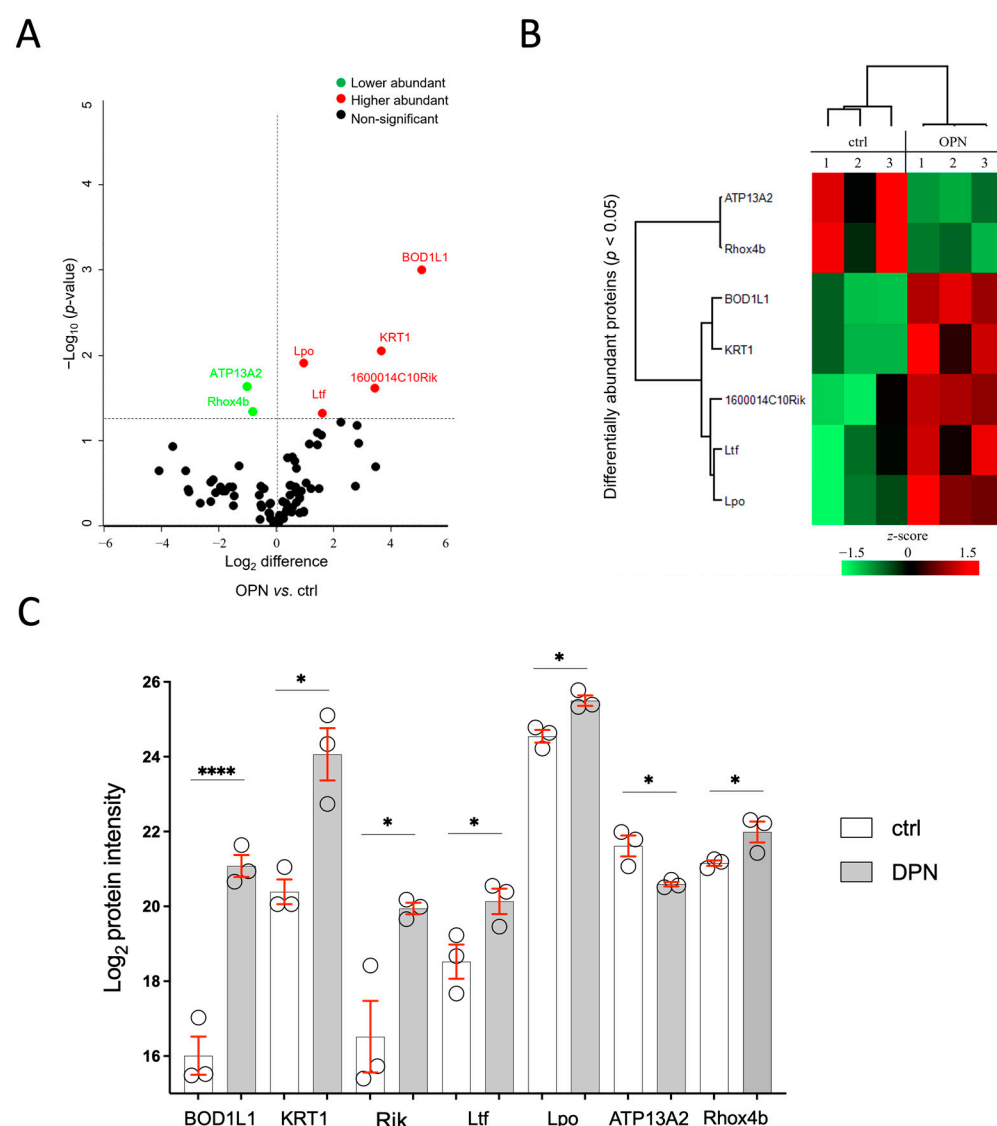 A
Lower abundant
Higher abundant
Non-significant
−Log10 (p-value)
5
4
3
2
1
0
BOD1L1
KRT1
Lpo
1600014C10Rik
ATP13A2
Ltf
Rhox4b
−6 −4 −2 0 2 4 6
Log2 difference
OPN vs. ctrl
B
Differentially abundant proteins (p < 0.05)
ctrl OPN
1 2 3 1 2 3
ATP13A2
Rhox4b
BOD1L1
KRT1
1600014C10Rik
Ltf
Lpo
z-score
−1.5 0 1.5
C
Log2 protein intensity
26
24
22
20
18
16
****
*
*
*
*
*
*
BOD1L1 KRT1 Rik Ltf Lpo ATP13A2 Rhox4b
ctrl
DPN